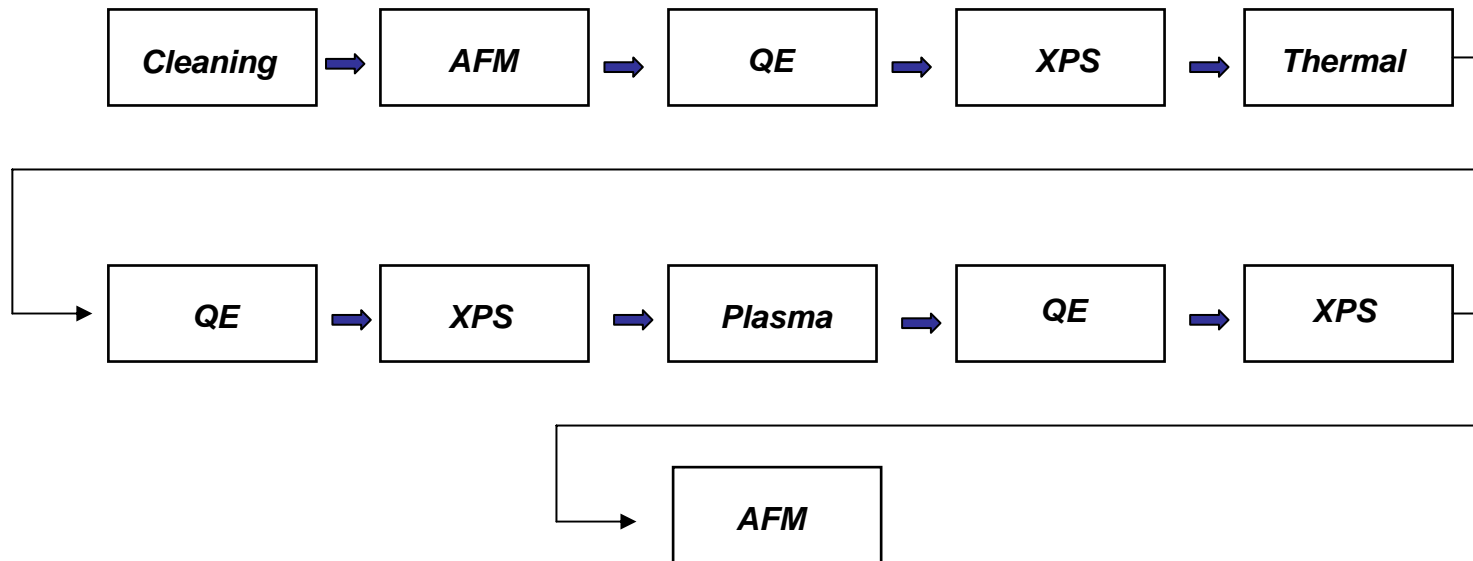 Cleaning
AFM
QE
XPS
Thermal
QE
XPS
Plasma
QE
XPS
AFM